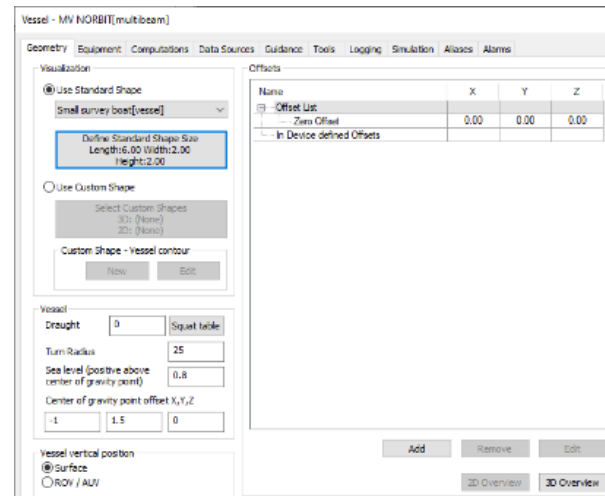 Vessel - MV NORBIT[multibeam]
Geometry Equipment Computations Data Sources Guidance Tools Logging Simulation Aliases Alarms
Visualization
Use Standard Shape
Small survey boat[vessel]
Define Standard Shape Size
Length:6.00 Width:2.00
Height:2.00
Use Custom Shape
Select Custom Shapes
3D: (None)
2D: (None)
Custom Shape - Vessel contour
New Edit
Vessel
Draught 0 Squat table
Turn Radius 25
Sea level (positive above
center of gravity point) 0.8
Center of gravity point offset X,Y,Z
-1 1.5 0
Vessel vertical position
Surface
ROV / AUV
Offsets
Name X Y Z
Offset List
Zero Offset 0.00 0.00 0.00
In Device defined Offsets
Add Remove Edit
2D Overview 3D Overview